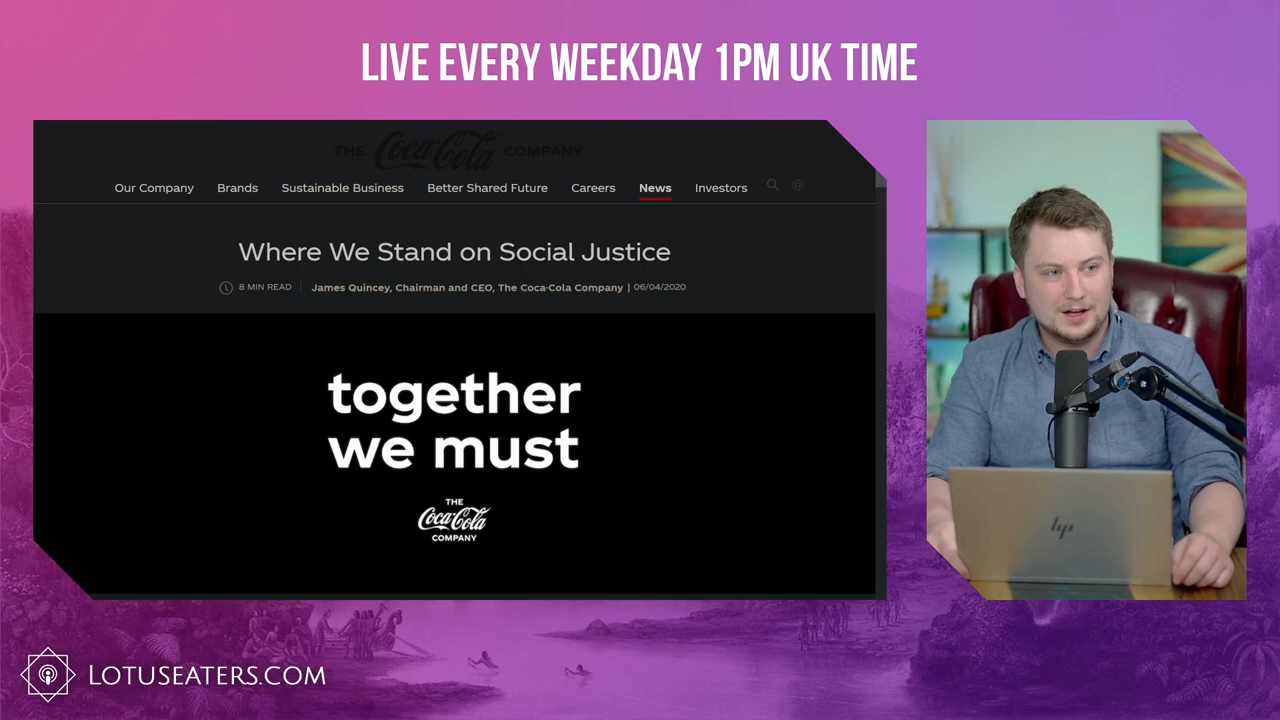 LIVE EVERY WEEKDAY 1PM UK TIME
THE Coca-Cola COMPANY
Our Company Brands Sustainable Business Better Shared Future Careers News Investors
Where We Stand on Social Justice
8 MIN READ | James Quincey, Chairman and CEO, The Coca-Cola Company | 06/04/2020
together
we must
THE
Coca-Cola
COMPANY
hp
LOTUSEATERS.COM